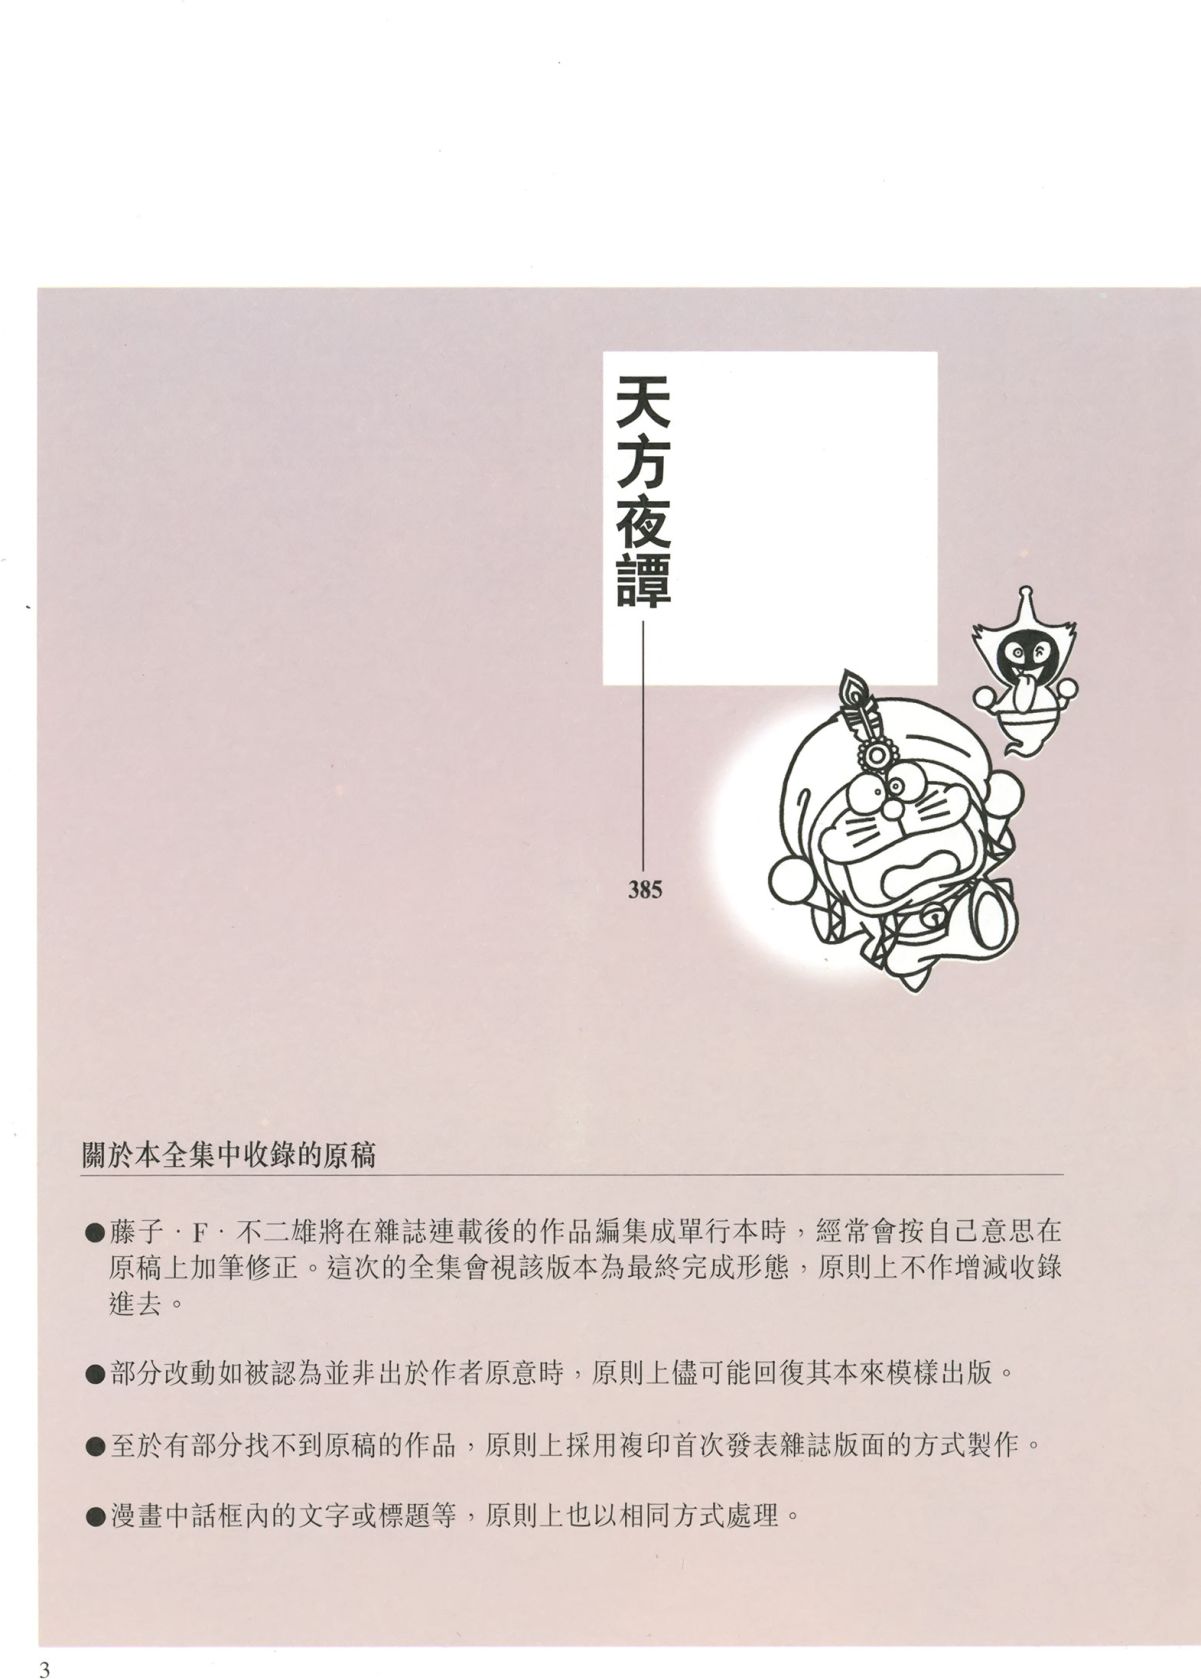 天方夜譚
385
關於本全集中收錄的原稿
●藤子．F．不二雄將在雜誌連載後的作品編集成單行本時，經常會按自己意思在
原稿上加筆修正。這次的全集會視該版本為最終完成形態，原則上不作增減收錄
進去。
●部分改動如被認為並非出於作者原意時，原則上儘可能回復其本來模樣出版。
●至於有部分找不到原稿的作品，原則上採用複印首次發表雜誌版面的方式製作。
●漫畫中話框內的文字或標題等，原則上也以相同方式處理。
3